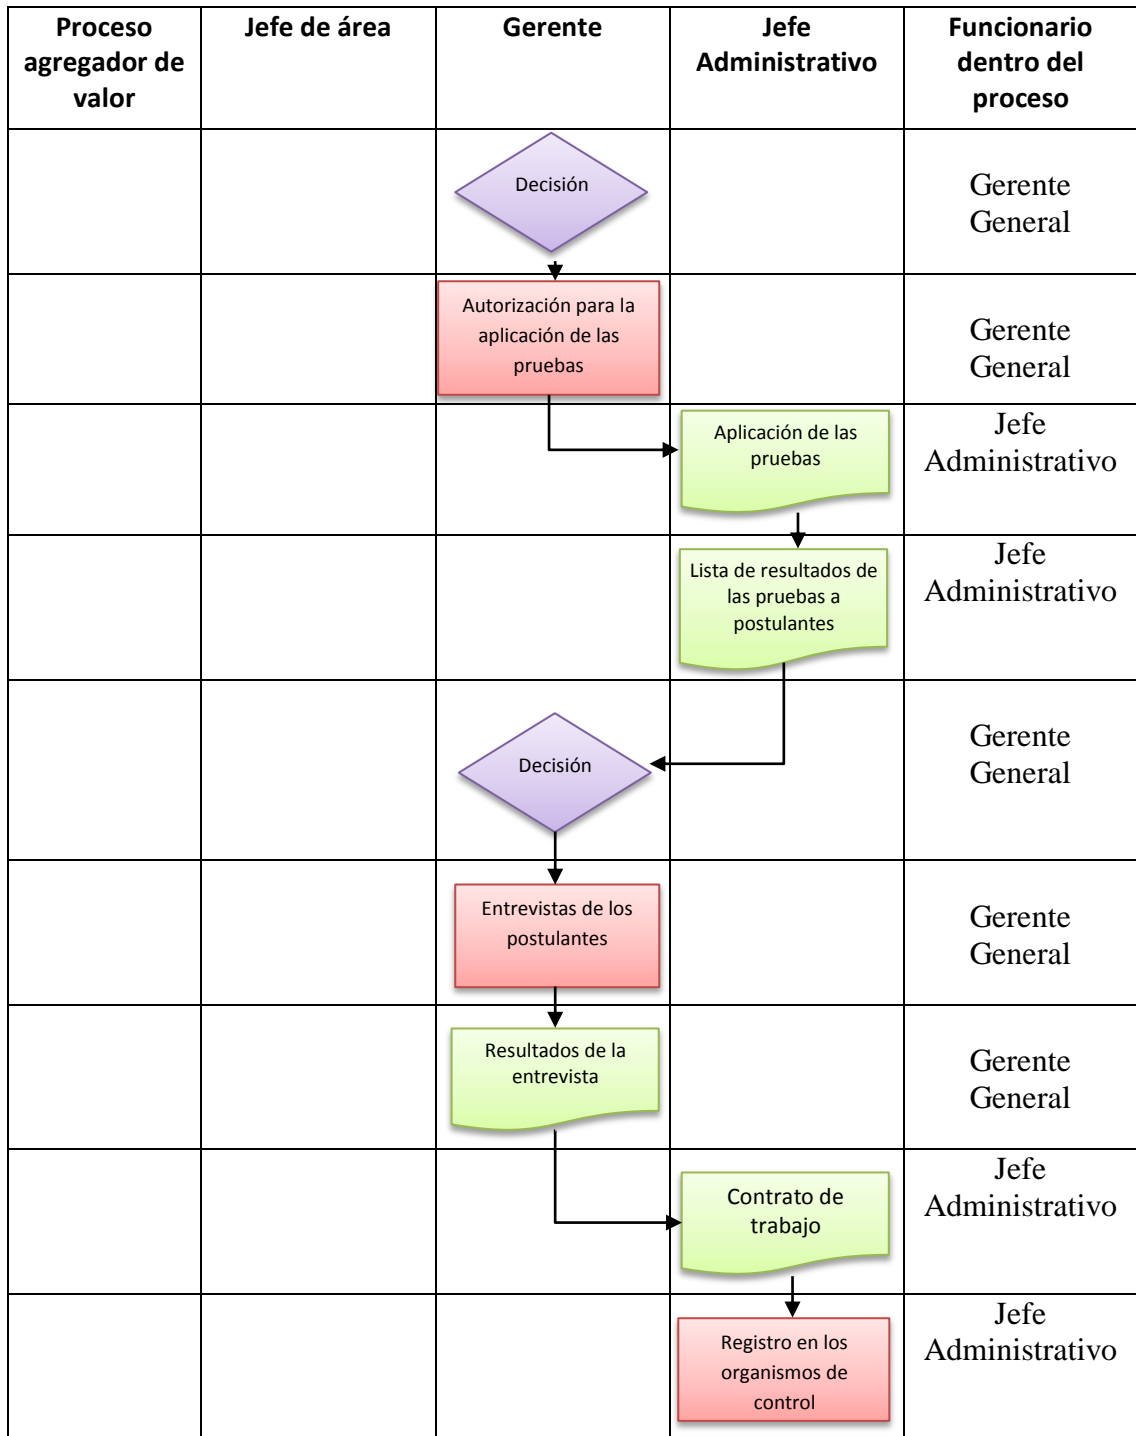 Proceso
agregador de
valor
Jefe de área
Gerente
Jefe
Administrativo
Funcionario
dentro del
proceso
Decisión
Gerente
General
Autorización para la
aplicación de las
pruebas
Gerente
General
Aplicación de las
pruebas
Jefe
Administrativo
Lista de resultados de
las pruebas a
postulantes
Jefe
Administrativo
Decisión
Gerente
General
Entrevistas de los
postulantes
Gerente
General
Resultados de la
entrevista
Gerente
General
Contrato de
trabajo
Jefe
Administrativo
Registro en los
organismos de
control
Jefe
Administrativo